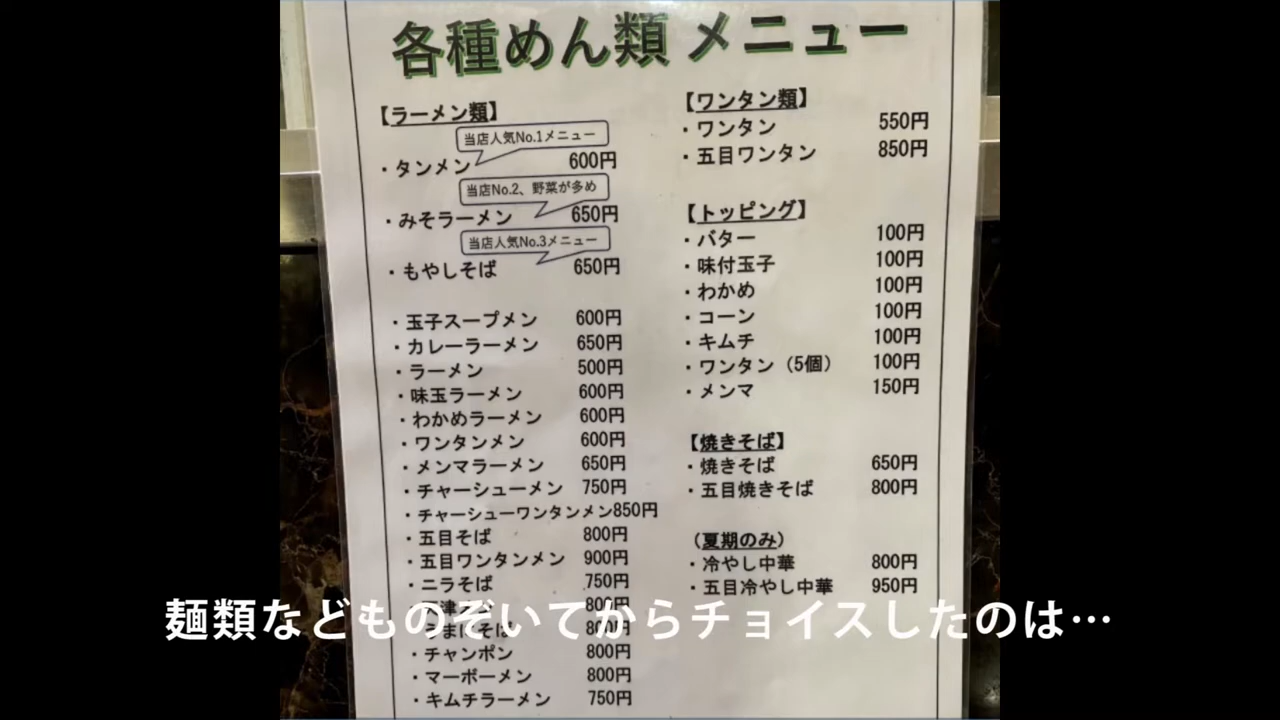 各種めん類 メニュー
【ラーメン類】
当店人気No.1メニュー
・タンメン 600円
当店No.2、野菜が多め
・みそラーメン 650円
当店人気No.3メニュー
・もやしそば 650円
・玉子スープメン 600円
・カレーラーメン 650円
・ラーメン 500円
・味玉ラーメン 600円
・わかめラーメン 600円
・ワンタンメン 600円
・メンマラーメン 650円
・チャーシューメン 750円
・チャーシューワンタンメン850円
・五目そば 800円
・五目ワンタンメン 900円
・ニラそば 750円
800円
・うまにそば 800円
・チャンポン 800円
・マーボーメン 800円
・キムチラーメン 750円
【ワンタン類】
・ワンタン 550円
・五目ワンタン 850円
【トッピング】
・バター 100円
・味付玉子 100円
・わかめ 100円
・コーン 100円
・キムチ 100円
・ワンタン（5個） 100円
・メンマ 150円
【焼きそば】
・焼きそば 650円
・五目焼きそば 800円
（夏期のみ）
・冷やし中華 800円
・五目冷やし中華 950円
麺類などものぞいてからチョイスしたのは…